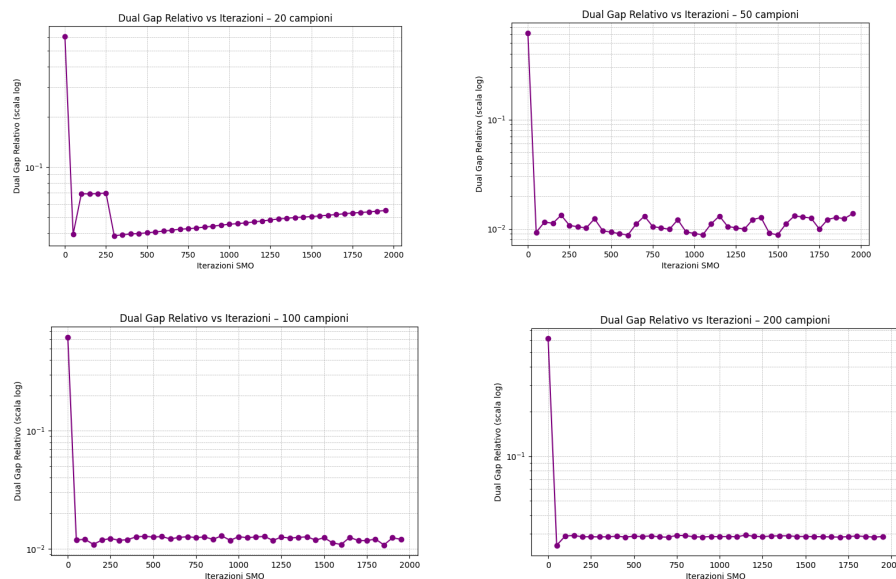 Dual Gap Relativo vs Iterazioni – 20 campioni
Dual Gap Relativo (scala log)
10⁻¹
0 250 500 750 1000 1250 1500 1750 2000
Iterazioni SMO
Dual Gap Relativo vs Iterazioni – 50 campioni
Dual Gap Relativo (scala log)
10⁻¹
10⁻²
0 250 500 750 1000 1250 1500 1750 2000
Iterazioni SMO
Dual Gap Relativo vs Iterazioni – 100 campioni
Dual Gap Relativo (scala log)
10⁻¹
10⁻²
0 250 500 750 1000 1250 1500 1750 2000
Iterazioni SMO
Dual Gap Relativo vs Iterazioni – 200 campioni
Dual Gap Relativo (scala log)
10⁻¹
0 250 500 750 1000 1250 1500 1750 200
Iterazioni SMO